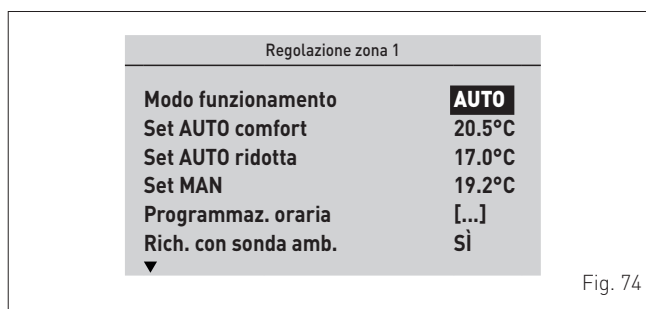 Regolazione zona 1
Modo funzionamento AUTO
Set AUTO comfort 20.5°C
Set AUTO ridotta 17.0°C
Set MAN 19.2°C
Programmaz. oraria [...]
Rich. con sonda amb. SÌ
▼
Fig. 74